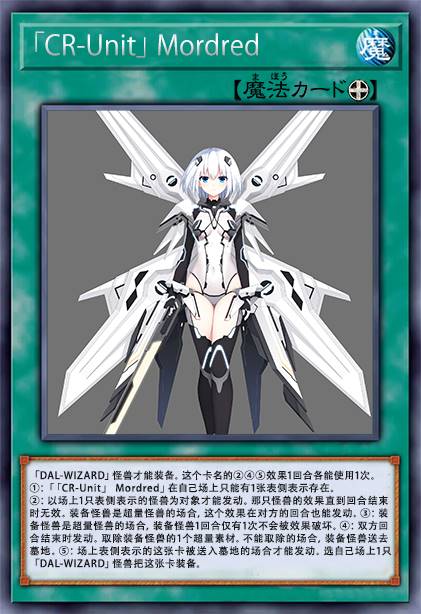 「CR-Unit」 Mordred
魔
【魔法カード】
ま ほう
「DAL-WIZARD」怪兽才能装备。这个卡名的②④⑤效果1回合各能使用1次。
①:「「CR-Unit」 Mordred」在自己场上只能有1张表侧表示存在。
②: 以场上1只表侧表示的怪兽为对象才能发动。那只怪兽的效果直到回合结束
时无效。装备怪兽是超量怪兽的场合, 这个效果在对方的回合也能发动。③: 装
备怪兽是超量怪兽的场合, 装备怪兽1回合仅有1次不会被效果破坏。④: 双方回
合结束时发动。取除装备怪兽的1个超量素材。不能取除的场合, 装备怪兽送去
墓地。⑤: 场上表侧表示的这张卡被送入墓地的场合才能发动。选自己场上1只
「DAL-WIZARD」怪兽把这张卡装备。